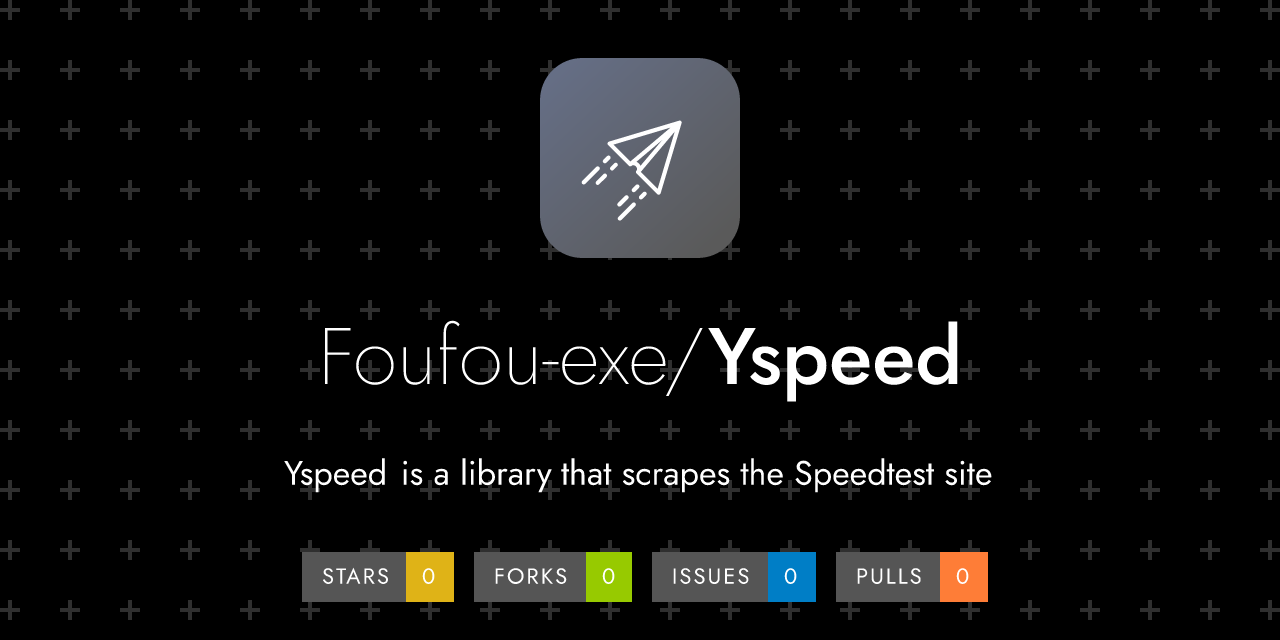 Foufou-exe/Yspeed
Yspeed is a library that scrapes the Speedtest site
STARS 0 FORKS 0 ISSUES 0 PULLS 0